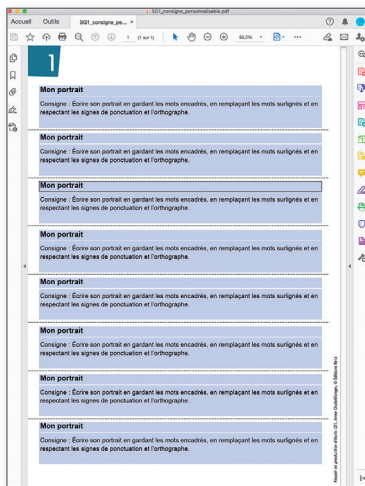 SG1_consigne_personnalisable.pdf
Accueil
Outils
SG1_consigne_pe...
1
(1 sur 1)
93,2%
1
Mon portrait
Consigne : Écrire son portrait en gardant les mots encadrés, en remplaçant les mots surlignés et en
respectant les signes de ponctuation et l'orthographe.
Mon portrait
Consigne : Écrire son portrait en gardant les mots encadrés, en remplaçant les mots surlignés et en
respectant les signes de ponctuation et l'orthographe.
Mon portrait
Consigne : Écrire son portrait en gardant les mots encadrés, en remplaçant les mots surlignés et en
respectant les signes de ponctuation et l'orthographe.
Mon portrait
Consigne : Écrire son portrait en gardant les mots encadrés, en remplaçant les mots surlignés et en
respectant les signes de ponctuation et l'orthographe.
Mon portrait
Consigne : Écrire son portrait en gardant les mots encadrés, en remplaçant les mots surlignés et en
respectant les signes de ponctuation et l'orthographe.
Mon portrait
Consigne : Écrire son portrait en gardant les mots encadrés, en remplaçant les mots surlignés et en
respectant les signes de ponctuation et l'orthographe.
Mon portrait
Consigne : Écrire son portrait en gardant les mots encadrés, en remplaçant les mots surlignés et en
respectant les signes de ponctuation et l'orthographe.
Mon portrait
Consigne : Écrire son portrait en gardant les mots encadrés, en remplaçant les mots surlignés et en
respectant les signes de ponctuation et l'orthographe.
Réussir en production d'écrits